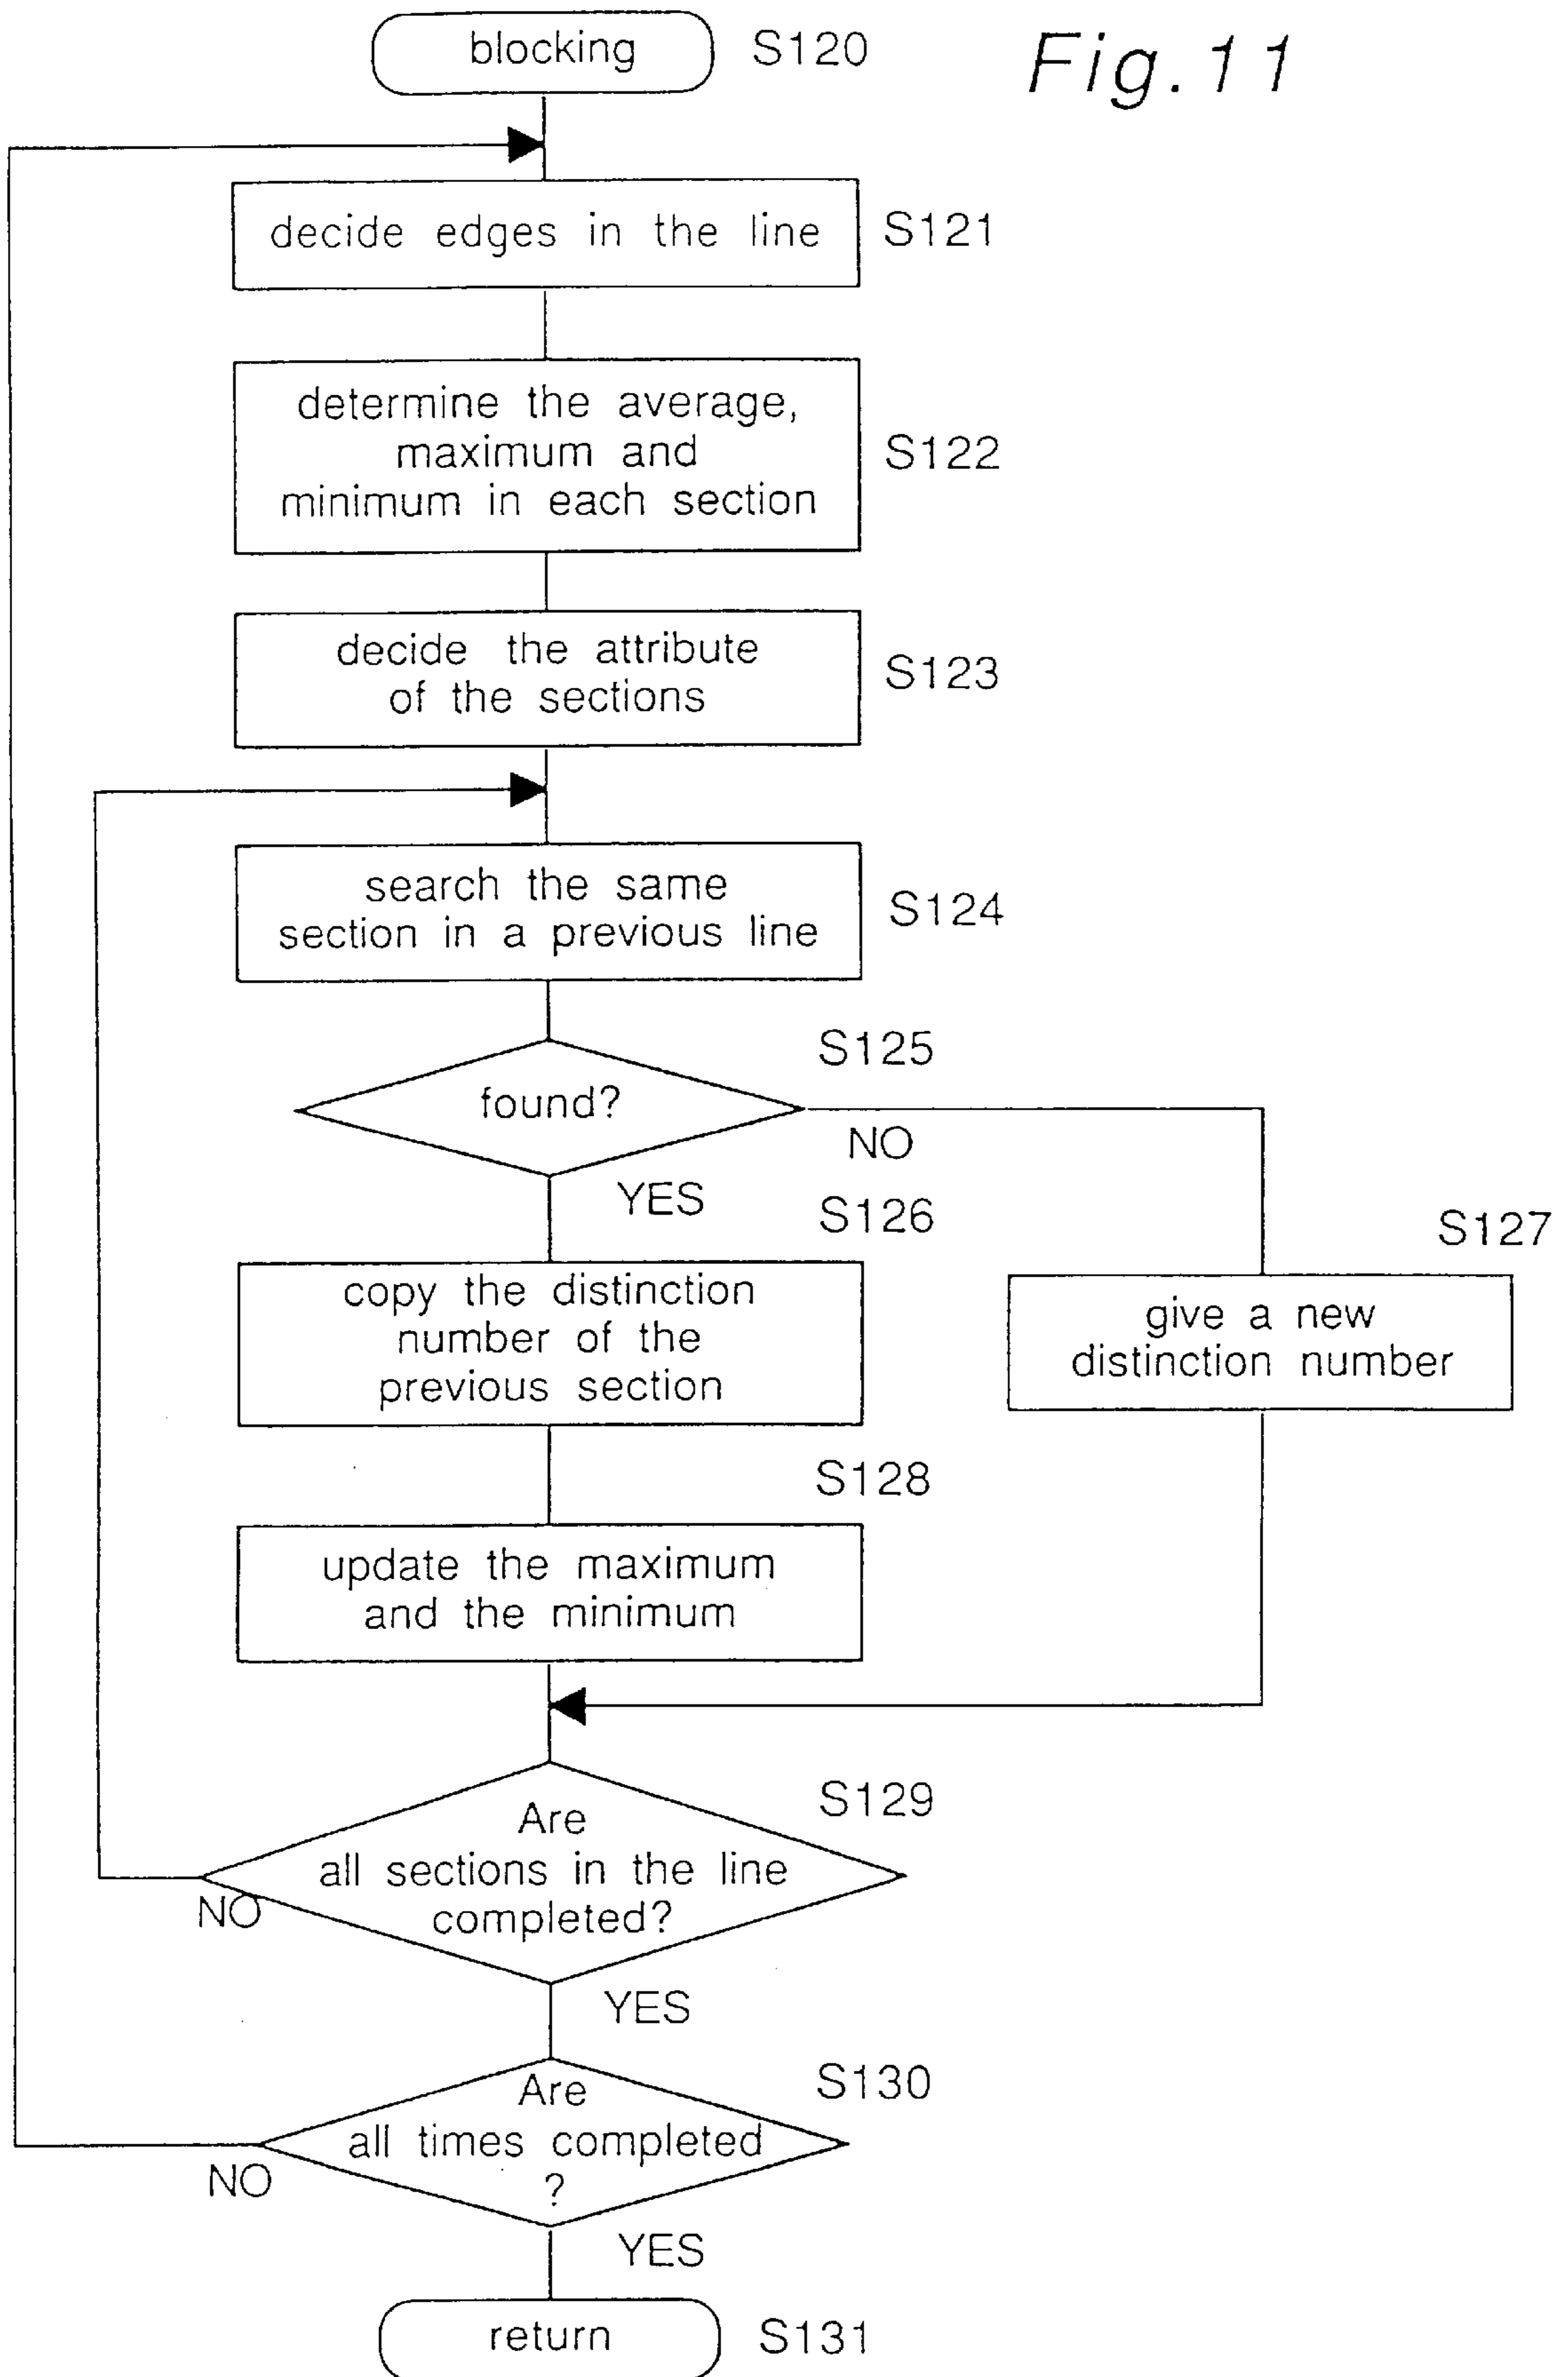 blocking S120
Fig.11
decide edges in the line S121
determine the average,
maximum and
minimum in each section
S122
decide the attribute
of the sections
S123
search the same
section in a previous line
S124
S125
found?
NO
YES
S126
S127
copy the distinction
number of the
previous section
give a new
distinction number
S128
update the maximum
and the minimum
S129
Are
all sections in the line
completed?
NO
YES
S130
Are
all times completed
?
NO
YES
return S131